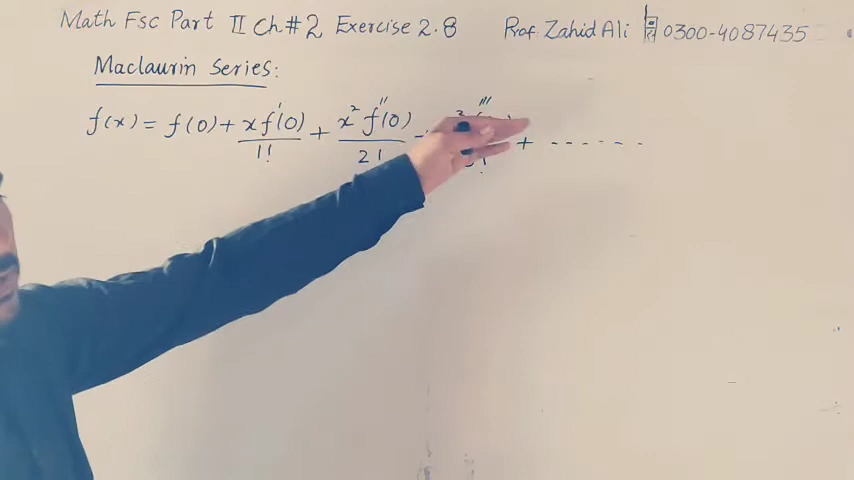 Math Fsc Part II Ch#2 Exercise 2.8 Prof Zahid Ali 0300-4087435
Maclaurin Series:
f(x) = f(0) + xf'(0)/1! + x²f''(0)/2! + ''' + -------